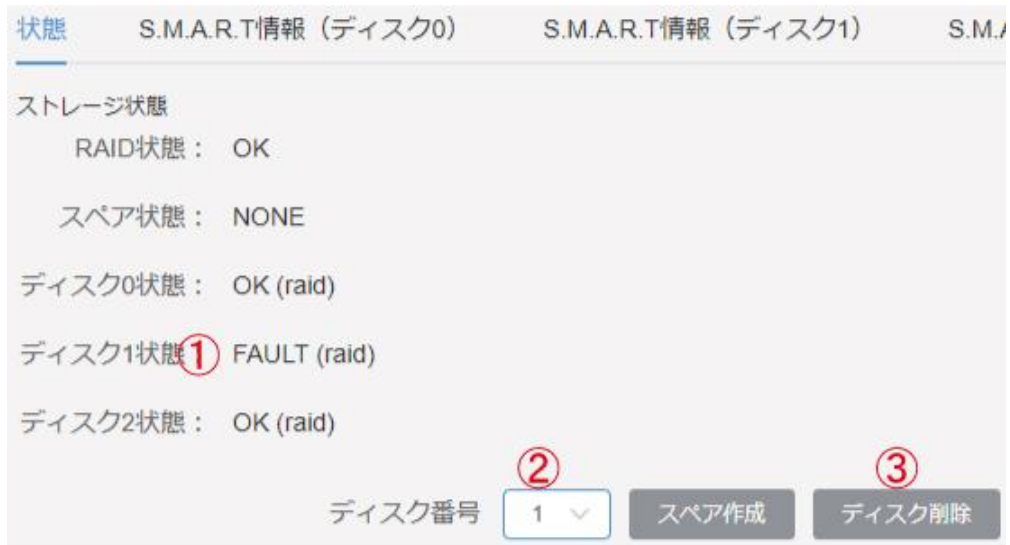 状態 S.M.A.R.T情報（ディスク0） S.M.A.R.T情報（ディスク1） S.M.
ストレージ状態
RAID状態： OK
スペア状態： NONE
ディスク0状態： OK (raid)
ディスク1状態 ① FAULT (raid)
ディスク2状態： OK (raid)
② ③
ディスク番号 1 スペア作成 ディスク削除